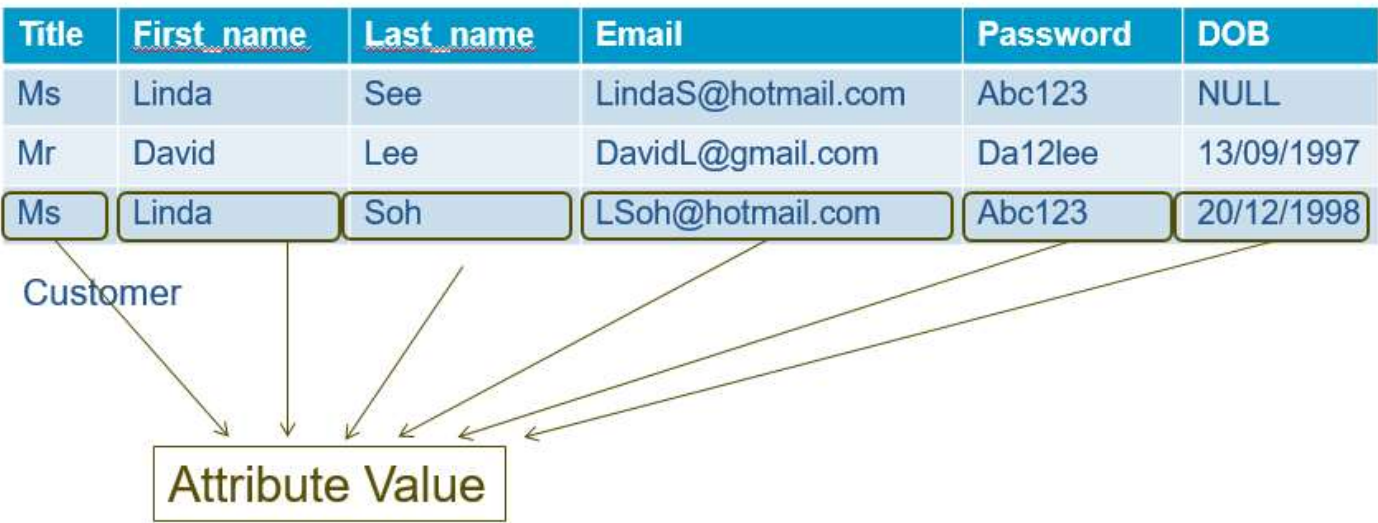 Title First_name Last_name Email Password DOB
Ms Linda See LindaS@hotmail.com Abc123 NULL
Mr David Lee DavidL@gmail.com Da12lee 13/09/1997
Ms Linda Soh LSoh@hotmail.com Abc123 20/12/1998
Customer
Attribute Value